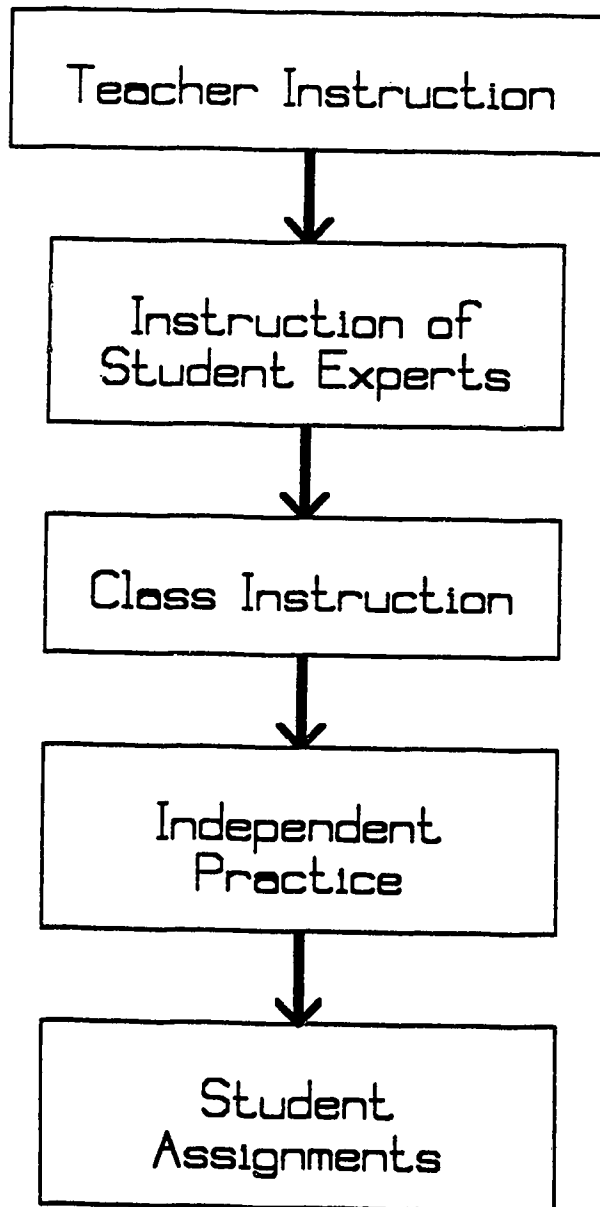 Teacher Instruction
Instruction of
Student Experts
Class Instruction
Independent
Practice
Student
Assignments